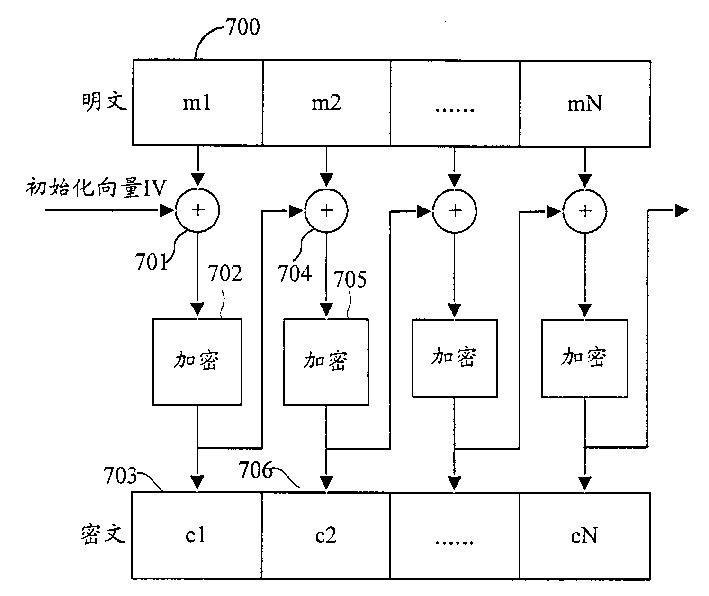 700
明文 m1 m2 …… mN
初始化向量IV + + + +
701 704
702 705
加密 加密 加密 加密
703 706
密文 c1 c2 …… cN